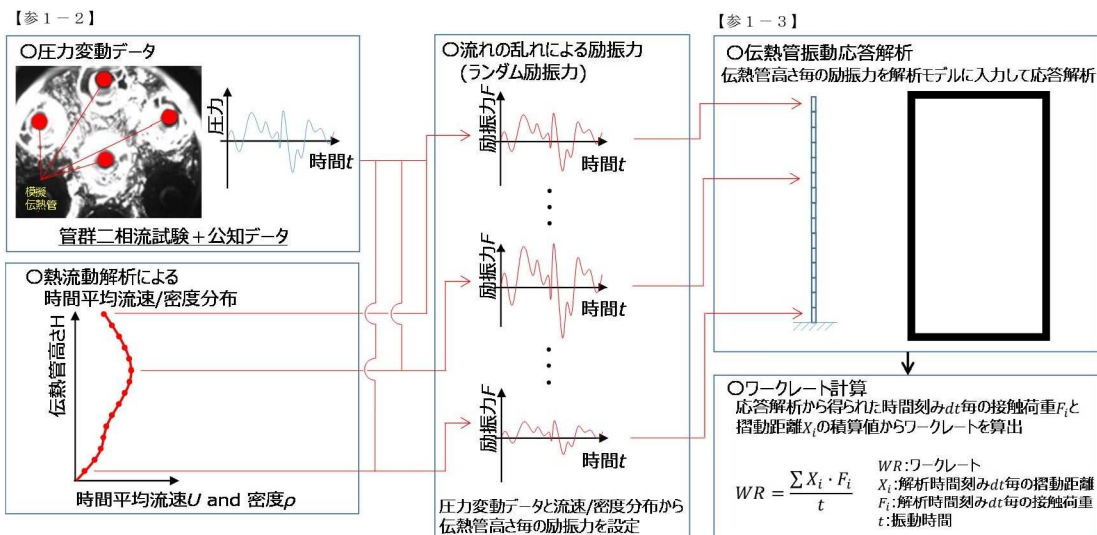 【参1-2】
〇圧力変動データ
模擬
伝熱管
圧力
時間t
管群二相流試験+公知データ
〇熱流動解析による
時間平均流速/密度分布
伝熱管高さH
時間平均流速U and 密度ρ
〇流れの乱れによる励振力
(ランダム励振力)
励振力F
時間t
励振力F
時間t
励振力F
時間t
圧力変動データと流速/密度分布から
伝熱管高さ毎の励振力を設定
【参1-3】
〇伝熱管振動応答解析
伝熱管高さ毎の励振力を解析モデルに入力して応答解析
〇ワークレート計算
応答解析から得られた時間刻みdt毎の接触荷重F_iと
摺動距離X_iの積算値からワークレートを算出
WR = ∑ X_i · F_i / t
WR:ワークレート
X_i:解析時間刻みdt毎の摺動距離
F_i:解析時間刻みdt毎の接触荷重
t:振動時間